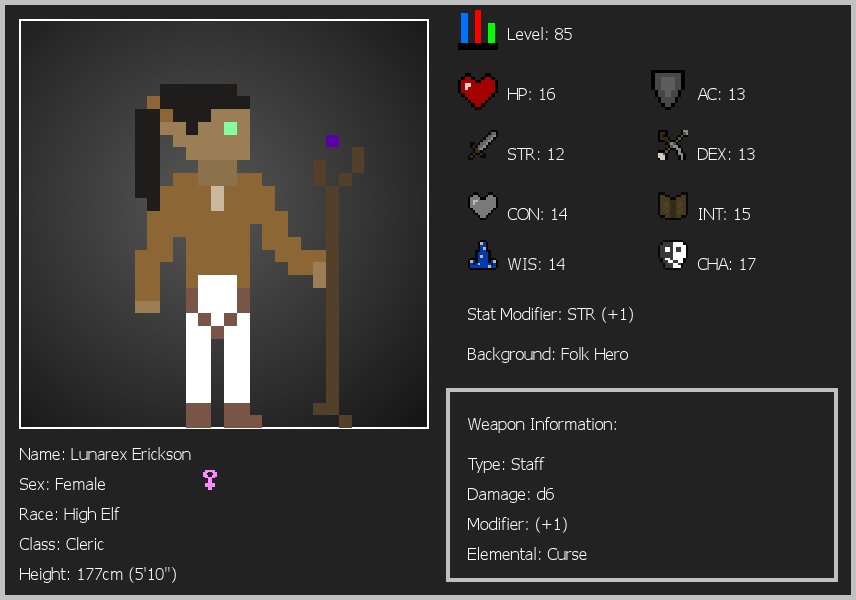 Level: 85
HP: 16
AC: 13
STR: 12
DEX: 13
CON: 14
INT: 15
WIS: 14
CHA: 17
Stat Modifier: STR (+1)
Background: Folk Hero
Weapon Information:
Type: Staff
Damage: d6
Modifier: (+1)
Elemental: Curse
Name: Lunarex Erickson
Sex: Female
Race: High Elf
Class: Cleric
Height: 177cm (5'10")